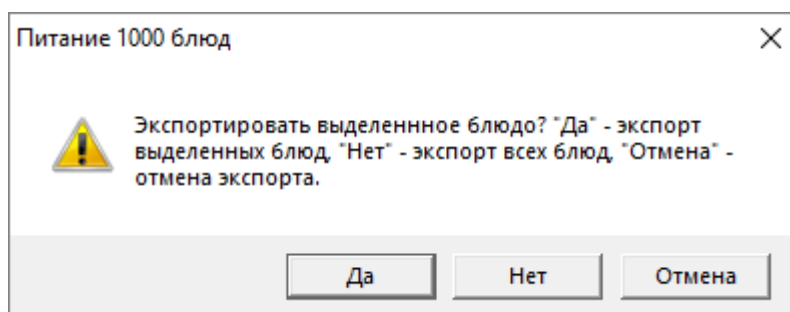 Питание 1000 блюд
Экспортировать выделеннное блюдо? "Да" - экспорт
выделенных блюд, "Нет" - экспорт всех блюд, "Отмена" -
отмена экспорта.
Да
Нет
Отмена